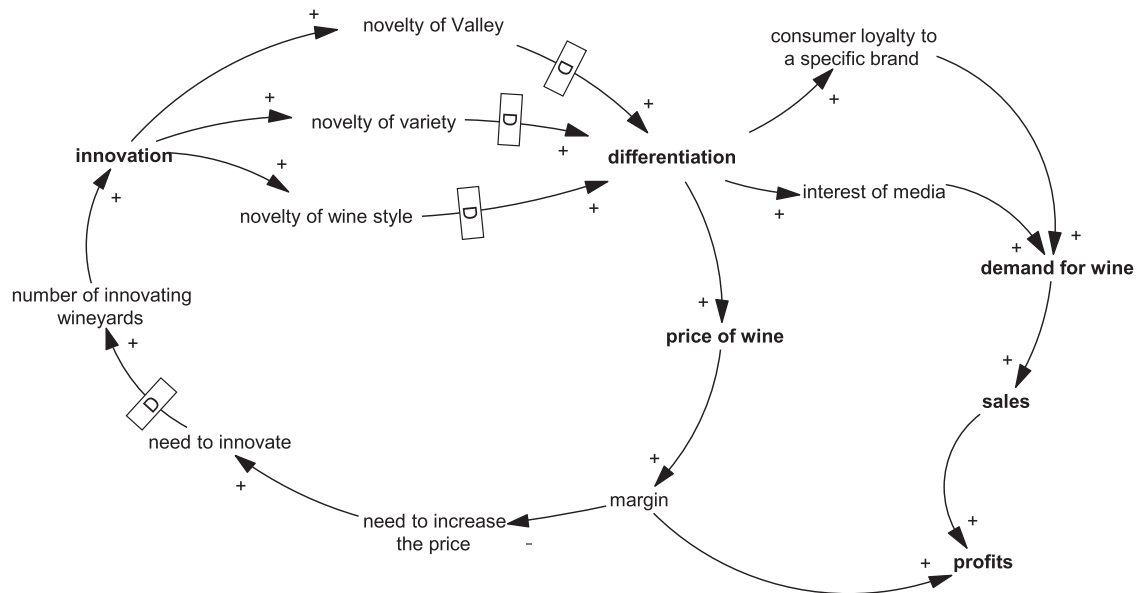 +
novelty of Valley
D
+
consumer loyalty to
a specific brand
+
+
novelty of variety
D
+
innovation
differentiation
+
+
novelty of wine style
D
+
interest of media
+
+
+
demand for wine
number of innovating
wineyards
+
price of wine
+
D
+
sales
need to innovate
+
+
margin
need to increase
the price
-
+
+
profits